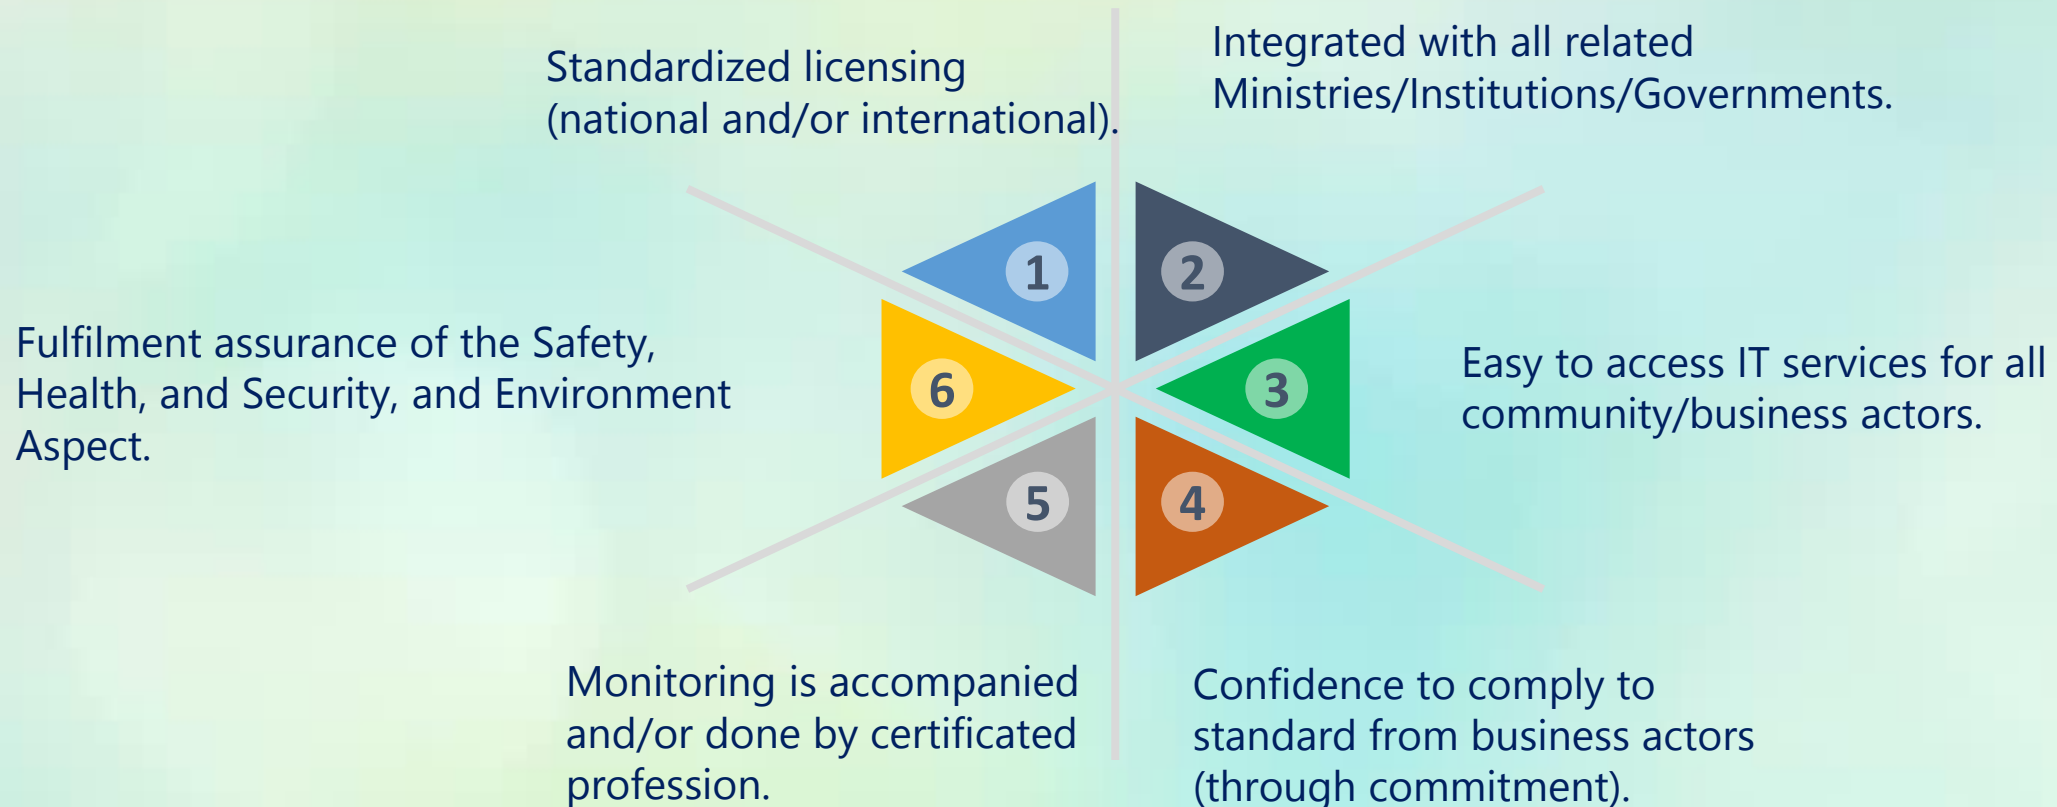 Standardized licensing
(national and/or international).
Integrated with all related
Ministries/Institutions/Governments.
1
2
Fulfilment assurance of the Safety,
Health, and Security, and Environment
Aspect.
6
3
Easy to access IT services for all
community/business actors.
5
4
Monitoring is accompanied
and/or done by certificated
profession.
Confidence to comply to
standard from business actors
(through commitment).